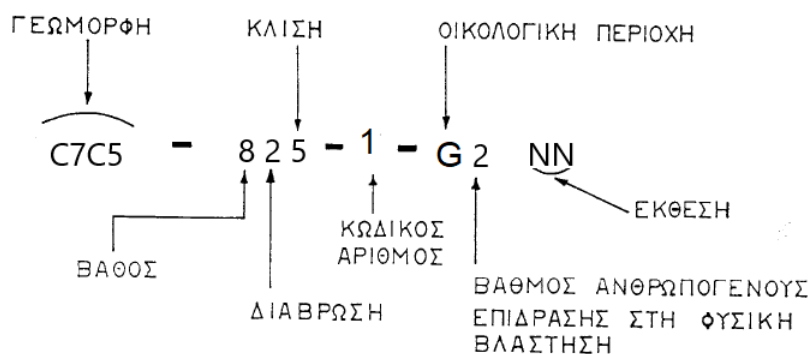 ΓΕΩΜΟΡΦΗ ΚΛΙΣΗ ΟΙΚΟΛΟΓΙΚΗ ΠΕΡΙΟΧΗ
C7C5 - 825 - 1 - G2 NN
ΒΑΘΟΣ
ΔΙΑΒΡΩΣΗ
ΚΩΔΙΚΟΣ
ΑΡΙΘΜΟΣ
ΕΚΘΕΣΗ
ΒΑΘΜΟΣ ΑΝΘΡΩΠΟΓΕΝΟΥΣ
ΕΠΙΔΡΑΣΗΣ ΣΤΗ ΦΥΣΙΚΗ
ΒΛΑΣΤΗΣΗ